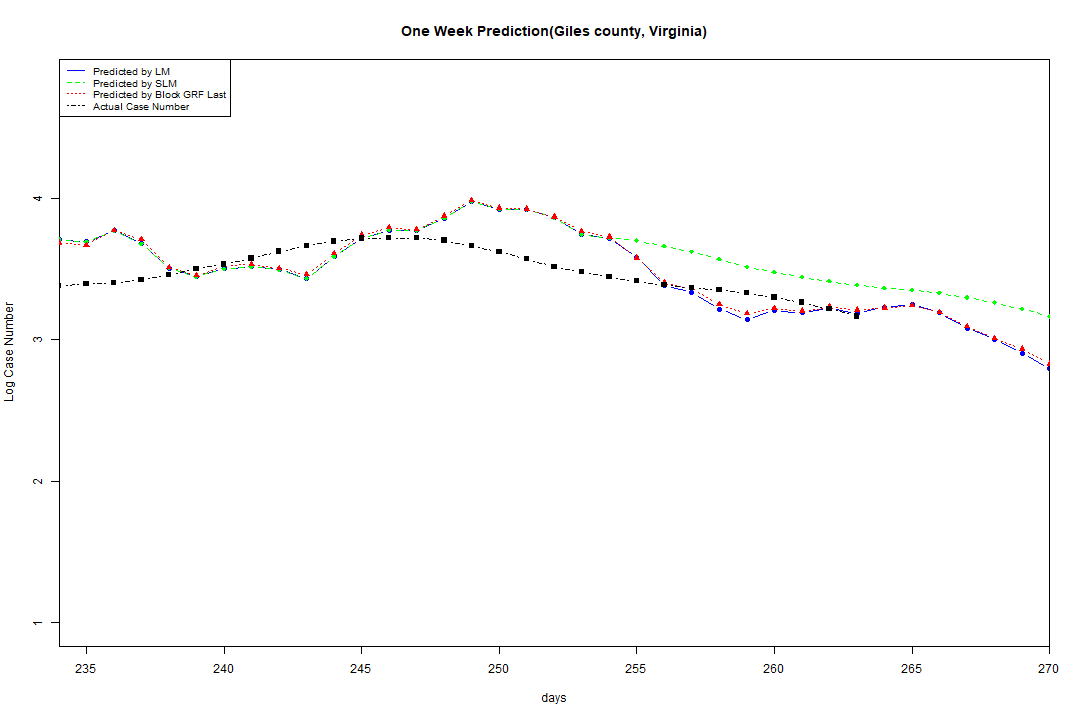 One Week Prediction(Giles county, Virginia)
Predicted by LM
Predicted by SLM
Predicted by Block GRF Last
Actual Case Number
4
3
2
1
Log Case Number
235 240 245 250 255 260 265 270
days